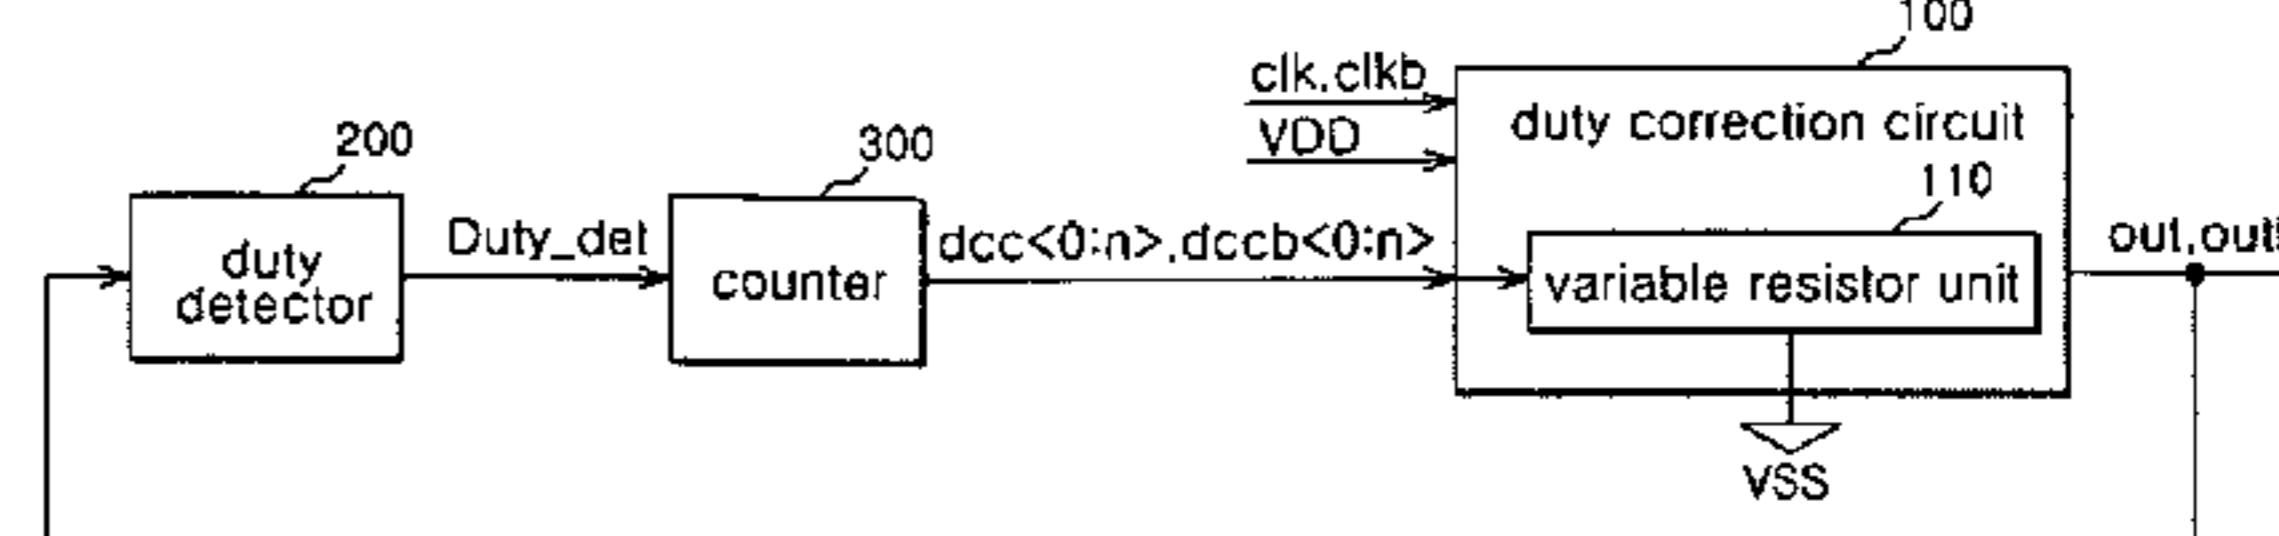 100
clk,clkb
VDD
duty correction circuit
200
300
110
duty
detector
Duty_det
counter
dcc<0:n>,dccb<0:n>
variable resistor unit
VSS